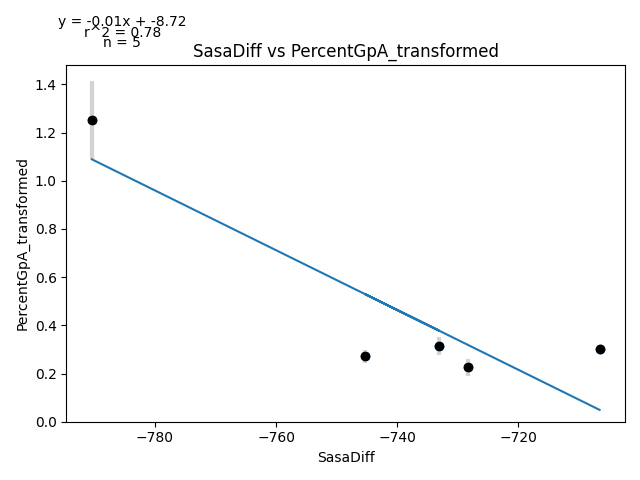 y = -0.01x + -8.72
r^2 = 0.78
n = 5
SasaDiff vs PercentGpA_transformed
1.4
1.2
1.0
0.8
0.6
0.4
0.2
0.0
PercentGpA_transformed
−780
−760
−740
−720
SasaDiff